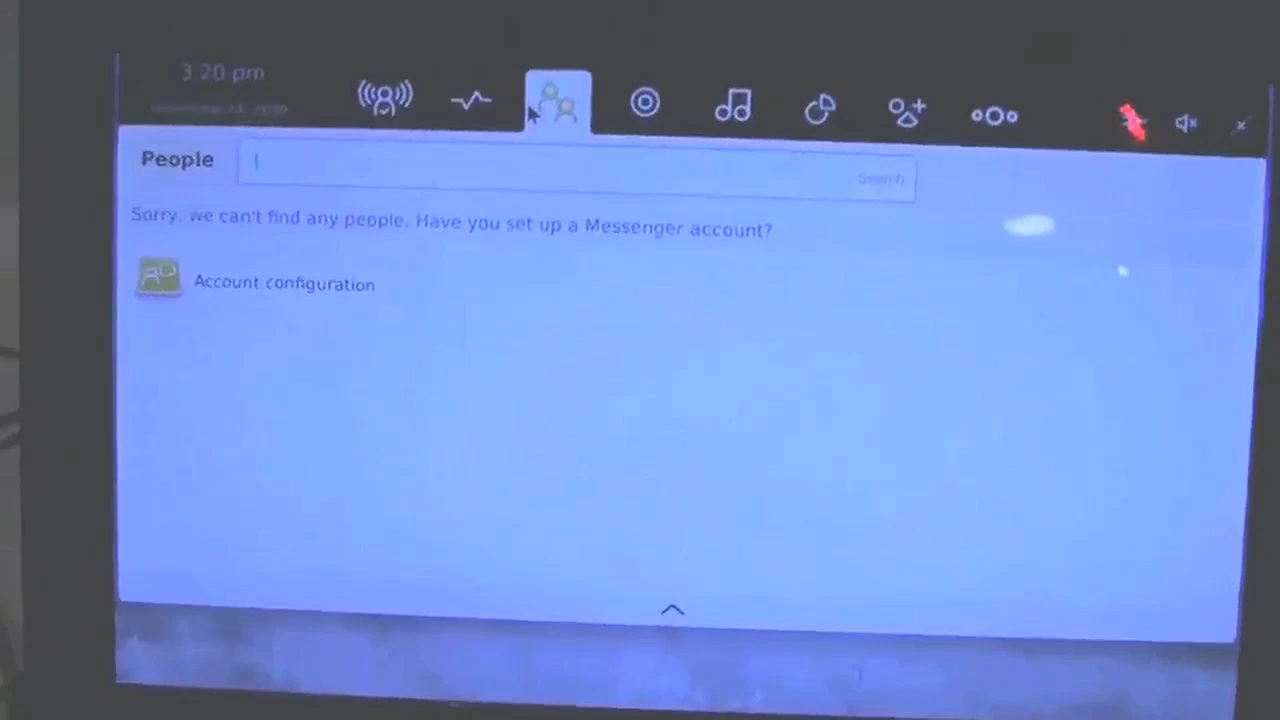 3:20 pm
People
Search
Sorry, we can't find any people. Have you set up a Messenger account?
Account configuration